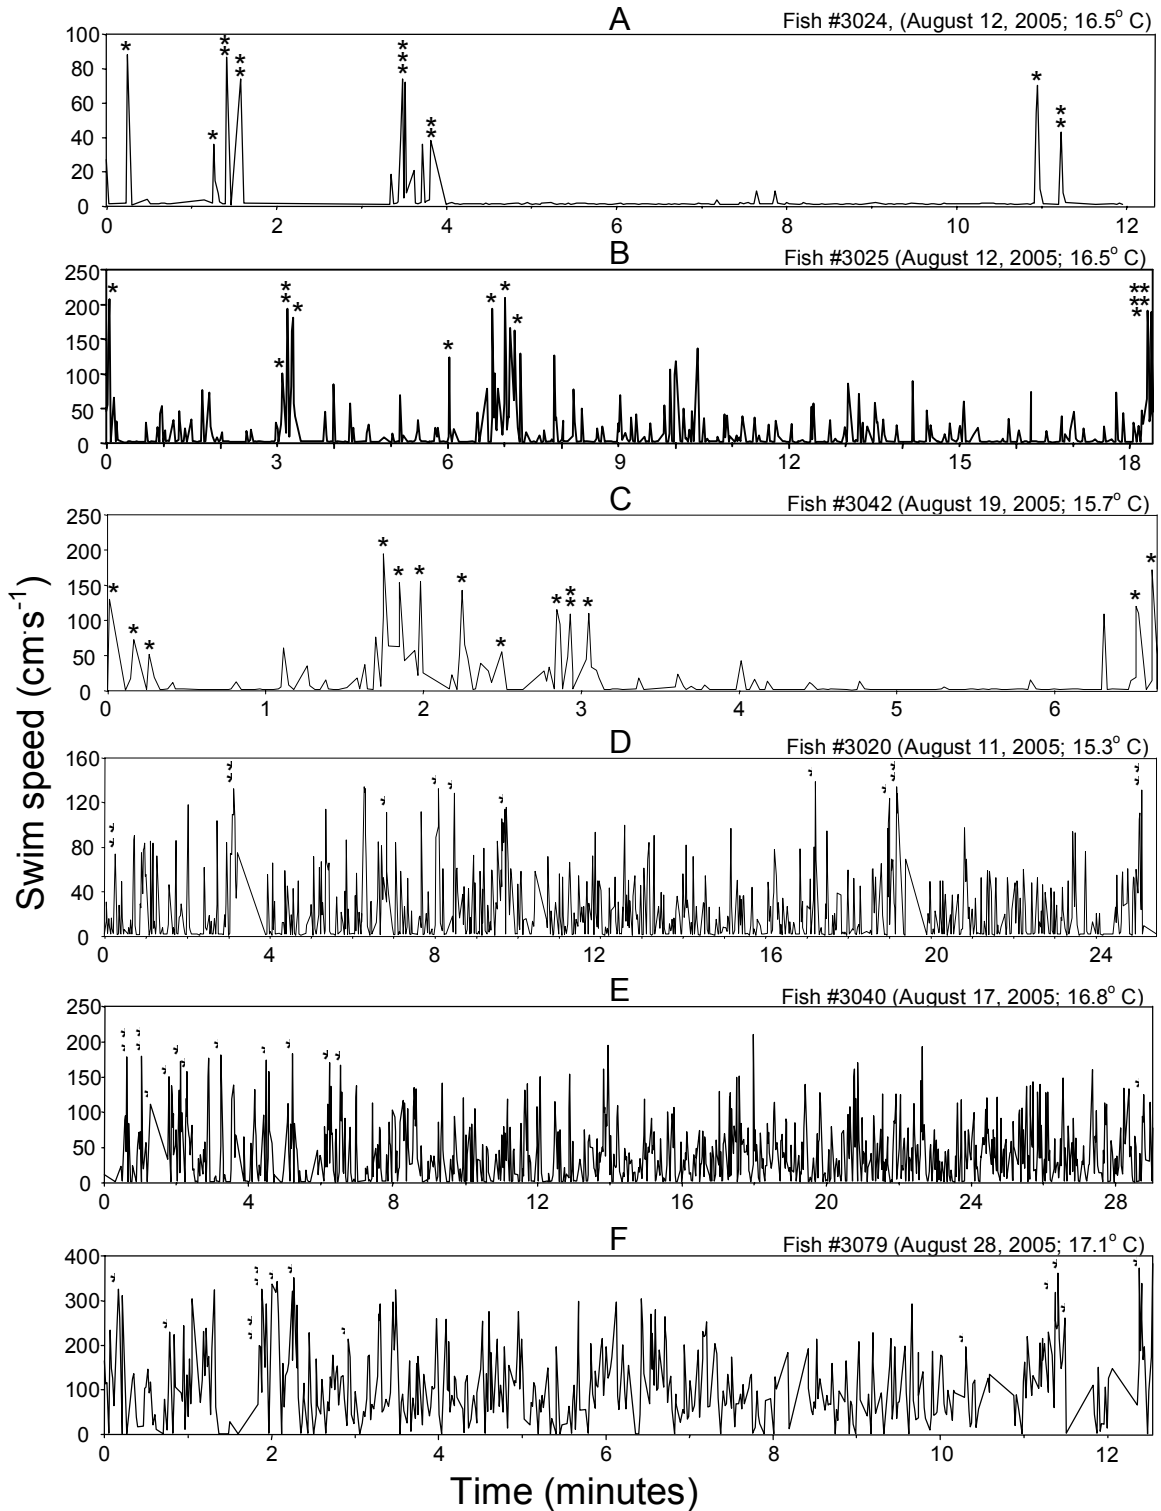 A
Fish #3024, (August 12, 2005; 16.5° C)
100
80
60
40
20
0
0 2 4 6 8 10 12
B
Fish #3025 (August 12, 2005; 16.5° C)
250
200
150
100
50
0
0 3 6 9 12 15 18
C
Fish #3042 (August 19, 2005; 15.7° C)
250
200
150
100
50
0
0 1 2 3 4 5 6
D
Fish #3020 (August 11, 2005; 15.3° C)
160
120
80
40
0
0 4 6 8 10 12 14 16 20 24
E
Fish #3040 (August 17, 2005; 16.8° C)
250
200
150
100
50
0
0 4 8 12 16 20 24 28
F
Fish #3079 (August 28, 2005; 17.1° C)
400
300
200
100
0
0 2 4 6 8 10 12
Swim speed (cm·s⁻¹)
Time (minutes)